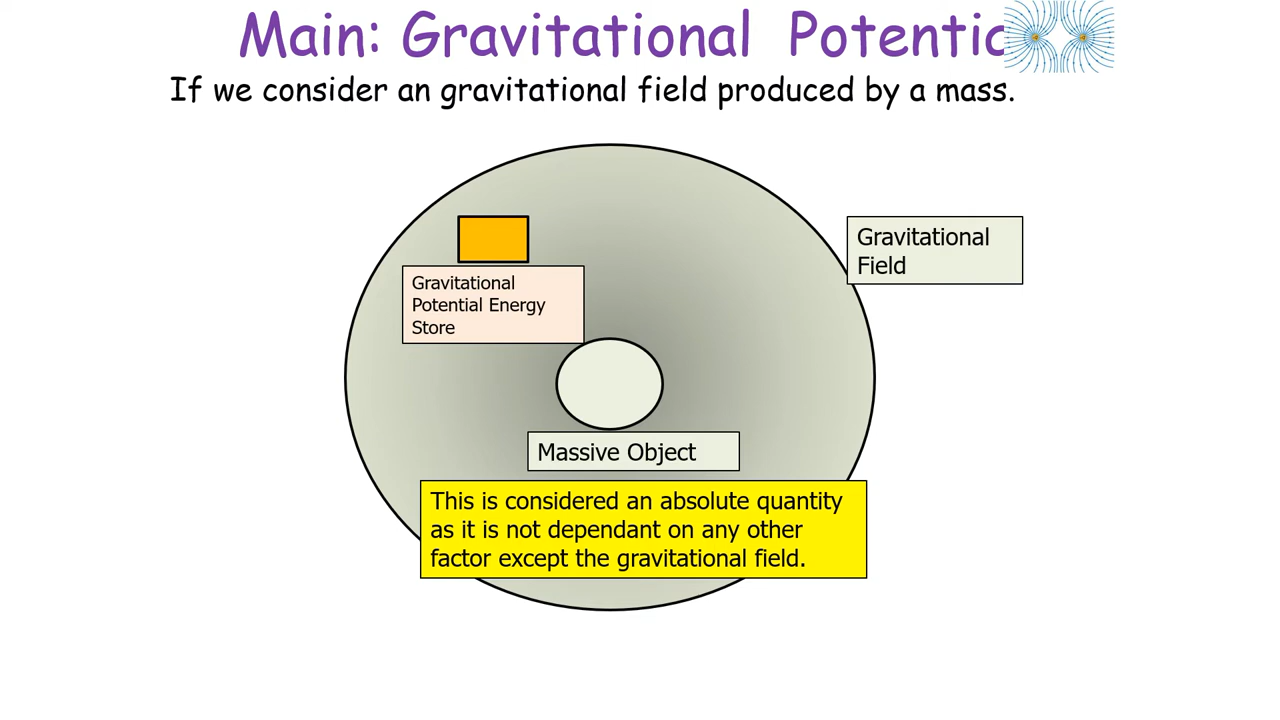 Main: Gravitational Potentia
If we consider an gravitational field produced by a mass.
Gravitational
Field
Gravitational
Potential Energy
Store
Massive Object
This is considered an absolute quantity
as it is not dependant on any other
factor except the gravitational field.